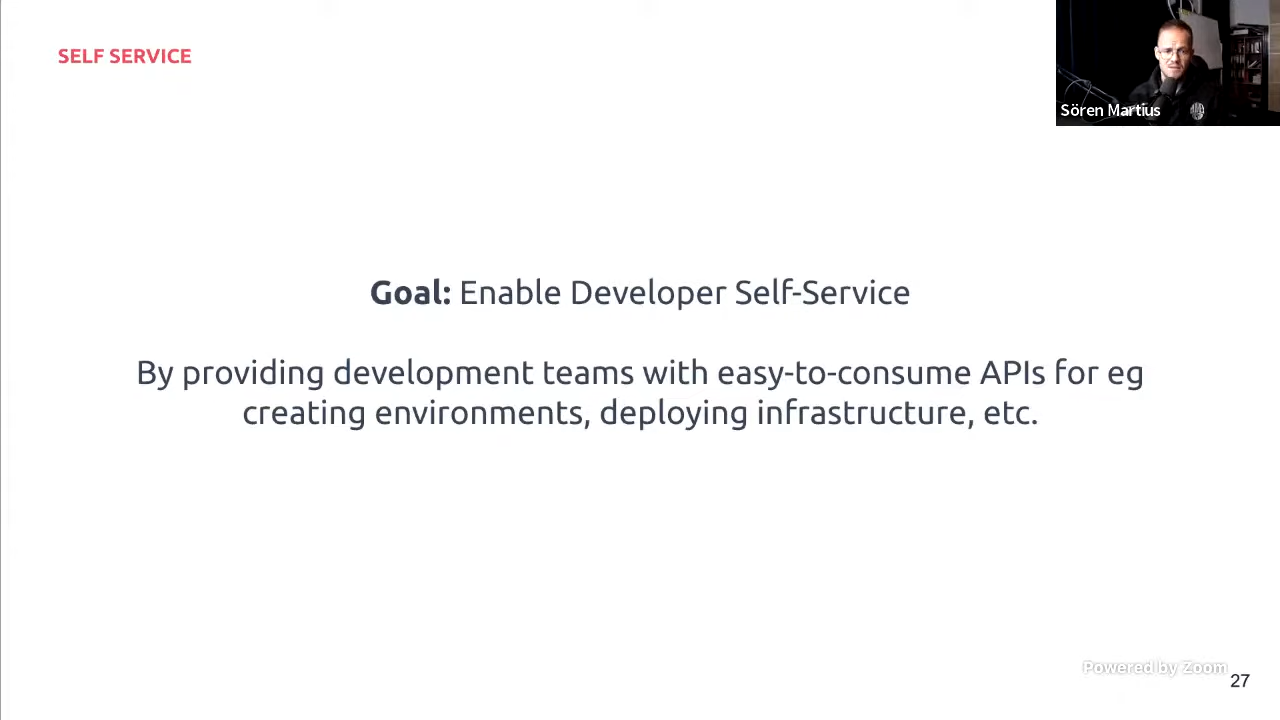 SELF SERVICE
Sören Martius
Goal: Enable Developer Self-Service
By providing development teams with easy-to-consume APIs for eg
creating environments, deploying infrastructure, etc.
Powered by Zoom
27